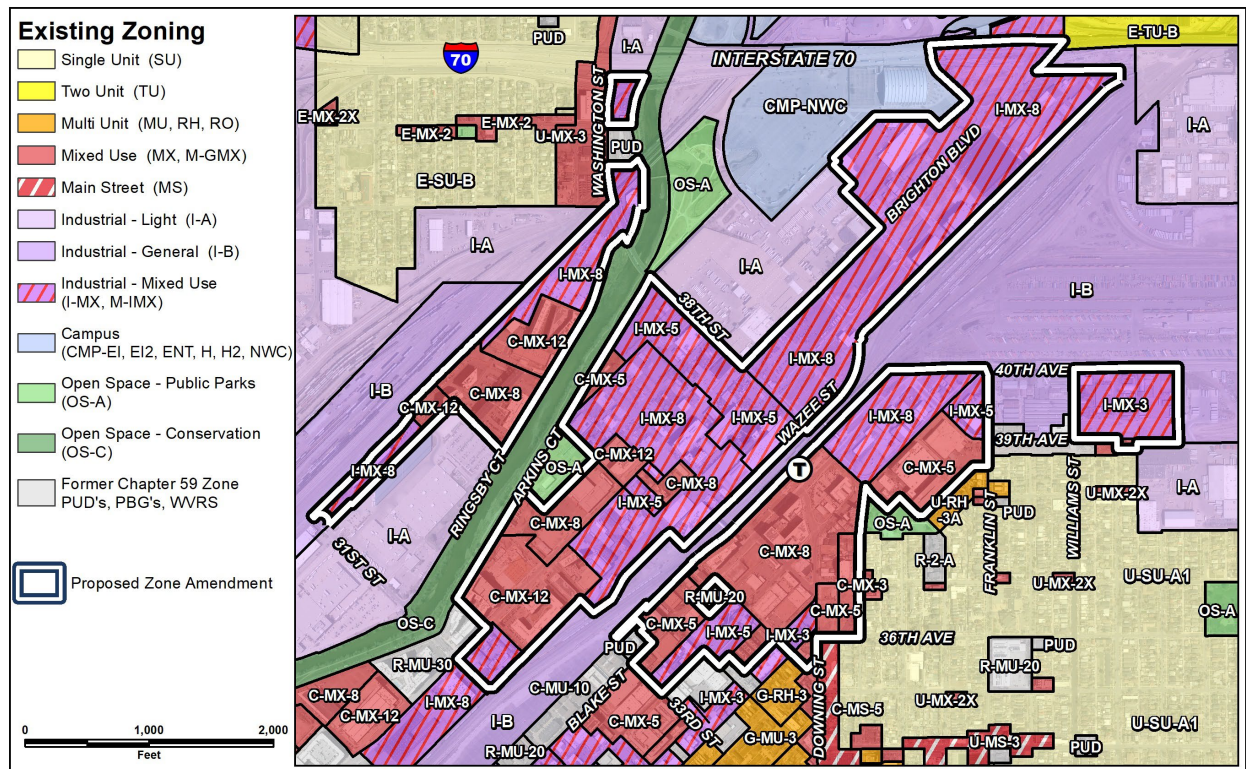 Existing Zoning
Single Unit (SU)
Two Unit (TU)
Multi Unit (MU, RH, RO)
Mixed Use (MX, M-GMX)
Main Street (MS)
Industrial - Light (I-A)
Industrial - General (I-B)
Industrial - Mixed Use
(I-MX, M-IMX)
Campus
(CMP-EI, EI2, ENT, H, H2, NWC)
Open Space - Public Parks
(OS-A)
Open Space - Conservation
(OS-C)
Former Chapter 59 Zone
PUD's, PBG's, WVRS
Proposed Zone Amendment
0 1,000 2,000
Feet
PUD
I-A
E-TU-B
70
INTERSTATE 70
WASHINGTON ST
CMP-NWC
I-MX-8
E-MX-2X
E-MX-2
E-MX-2
U-MX-3
I-A
PUD
BRIGHTON BLVD
E-SU-B
OS-A
I-A
I-MX-8
I-A
38TH ST
I-B
I-MX-5
C-MX-12
I-MX-8
40TH AVE
C-MX-5
I-B
C-MX-8
WAZEE ST
C-MX-12
I-MX-8
I-MX-5
I-MX-8
I-MX-5
I-MX-3
39TH AVE
C-MX-12
I-MX-8
OS-A
T
C-MX-5
RINGSBY CT
ARKINS CT
C-MX-8
WILLIAMS ST
U-MX-2X
I-A
I-MX-5
U-RH
-3A
PUD
FRANKLIN ST
C-MX-8
OS-A
I-A
31ST ST
C-MX-8
R-2-A
C-MX-3
U-MX-2X
U-SU-A1
C-MX-12
R-MU-20
C-MX-5
OS-A
OS-C
C-MX-5
I-MX-5
I-MX-3
36TH AVE
PUD
PUD
R-MU-30
R-MU-20
C-MU-10
BLAKE ST
I-MX-3
G-RH-3
DOWNING ST
C-MX-8
I-MX-8
U-MX-2X
C-MX-12
33RD ST
C-MS-5
I-B
C-MX-5
U-SU-A1
G-MU-3
U-MS-3
R-MU-20
PUD